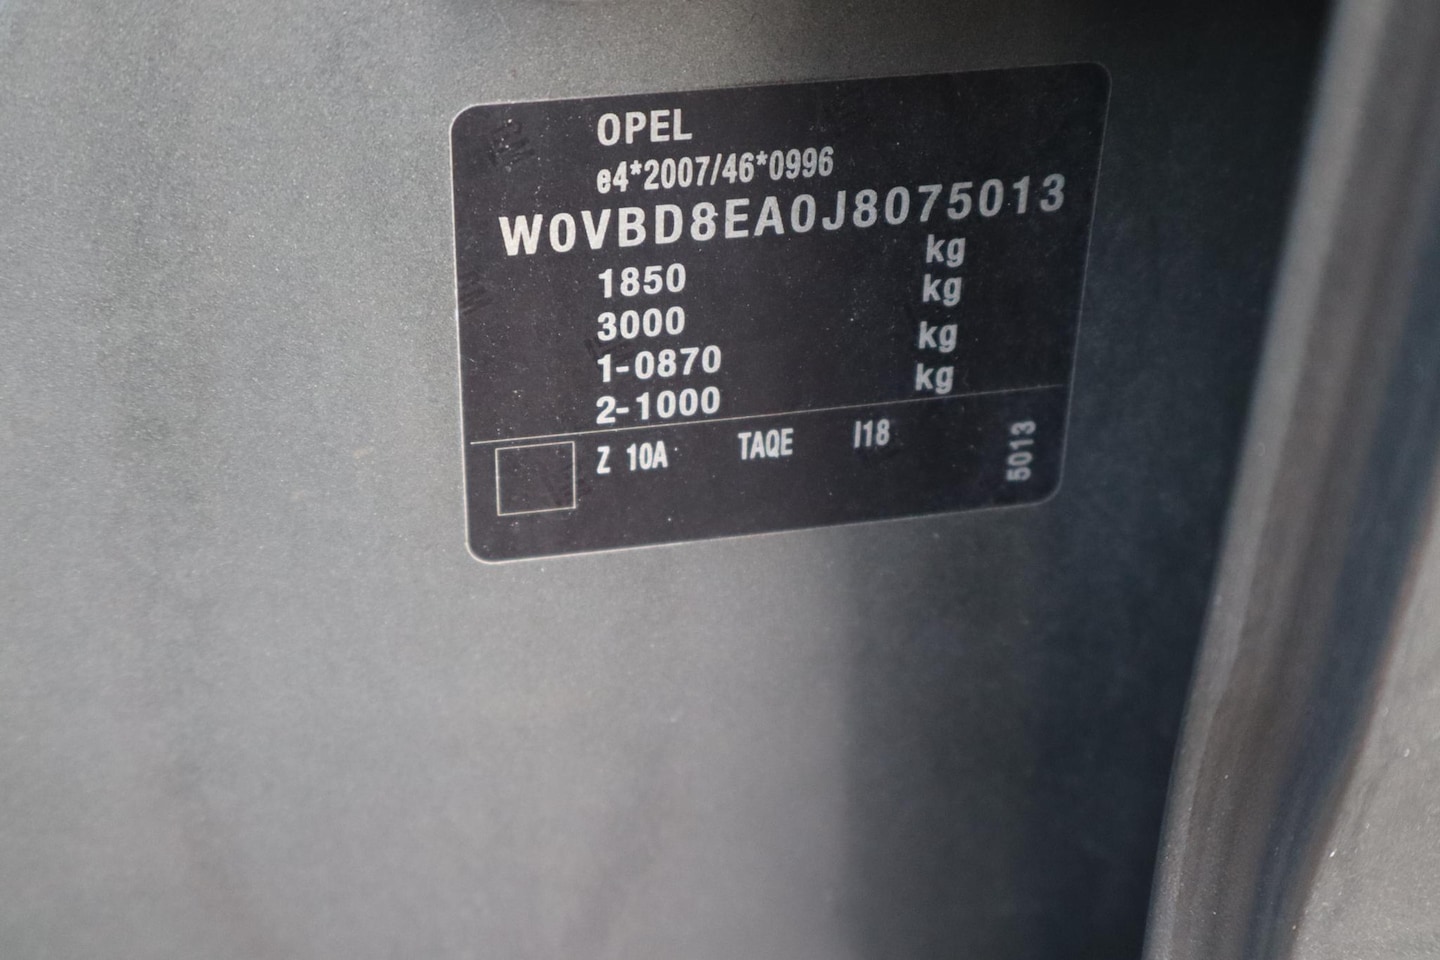 OPEL
e4*2007/46*0996
W0VBD8EA0J8075013
1850 kg
3000 kg
1-0870 kg
2-1000 kg
Z 10A TAQE I18
5013